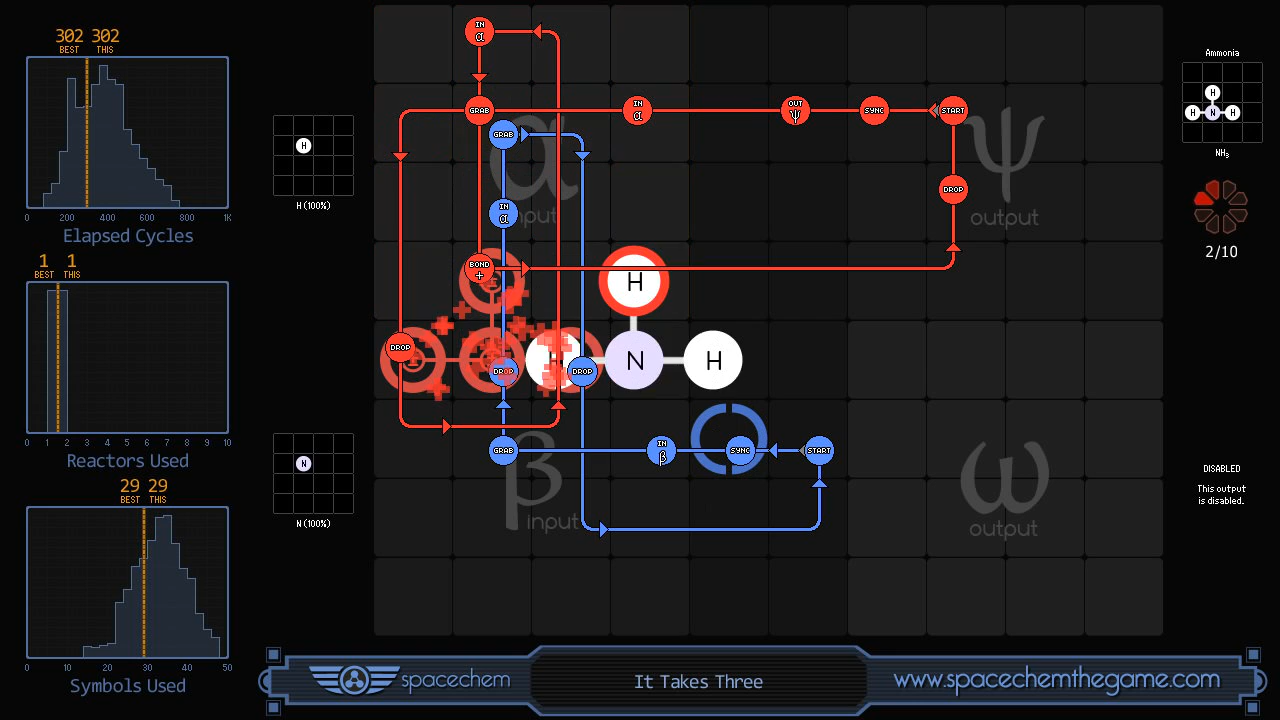 302 302
BEST THIS
0 200 400 600 800 1K
Elapsed Cycles
1 1
BEST THIS
0 1 2 3 4 5 6 7 8 9 10
Reactors Used
29 29
BEST THIS
0 10 20 30 40 50
Symbols Used
H
H (100%)
N
N (100%)
IN
α
GRAB
IN
α
OUT
ψ
SYNC
START
GRAB
α
input
ψ
output
DROP
IN
α
BOND
+
H
DROP
DROP
DROP
H
N
H
GRAB
IN
β
SYNC
START
β
input
ω
output
Ammonia
H
H N H
NH₃
2/10
DISABLED
This output
is disabled.
spacechem
It Takes Three
www.spacechemthegame.com